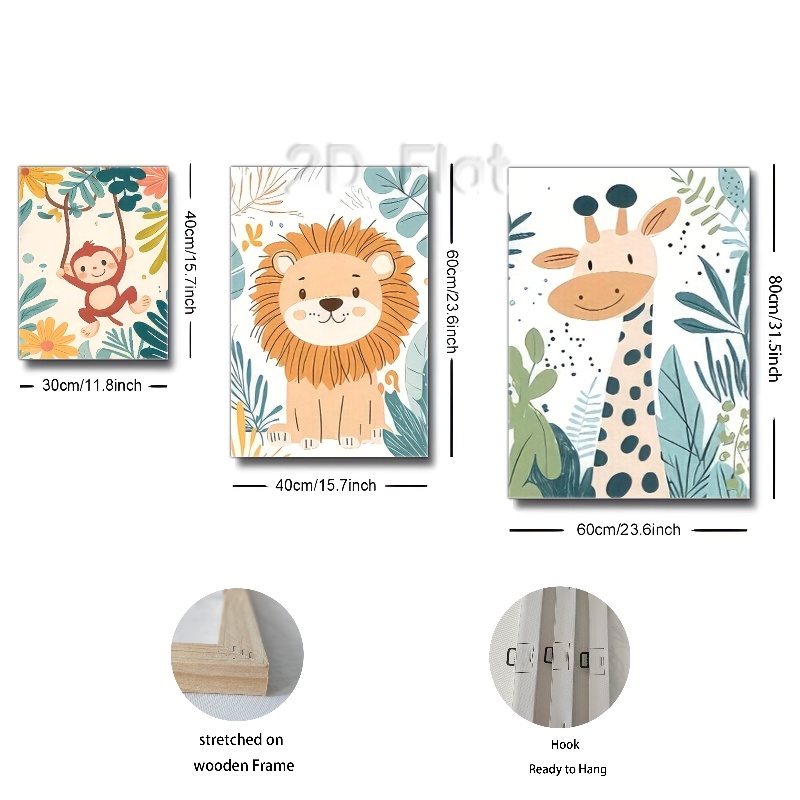 2D Flat
40cm/15.7inch
30cm/11.8inch
60cm/23.6inch
40cm/15.7inch
80cm/31.5inch
60cm/23.6inch
stretched on
wooden Frame
Hook
Ready to Hang